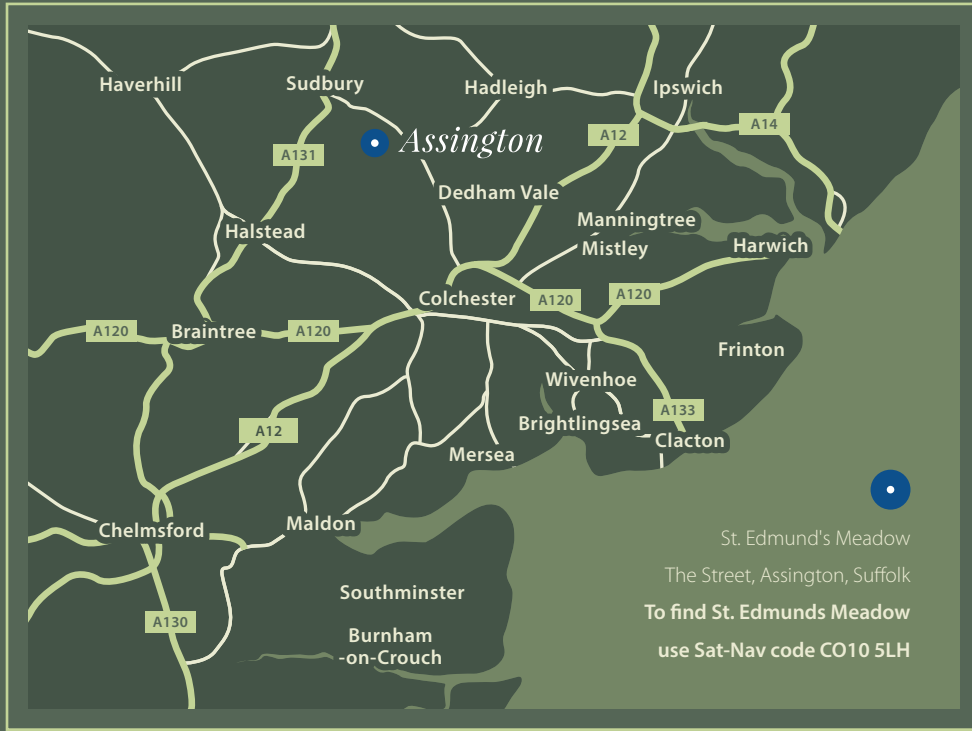 Haverhill
Sudbury
Hadleigh
Ipswich
A14
A12
A131
Assington
Dedham Vale
Manningtree
Halstead
Mistley
Harwich
Colchester
A120
A120
A120
Braintree
A120
Frinton
Wivenhoe
A133
Brightlingsea
A12
Clacton
Mersea
Maldon
Chelmsford
Southminster
A130
Burnham
-on-Crouch
St. Edmund's Meadow
The Street, Assington, Suffolk
To find St. Edmunds Meadow
use Sat-Nav code CO10 5LH